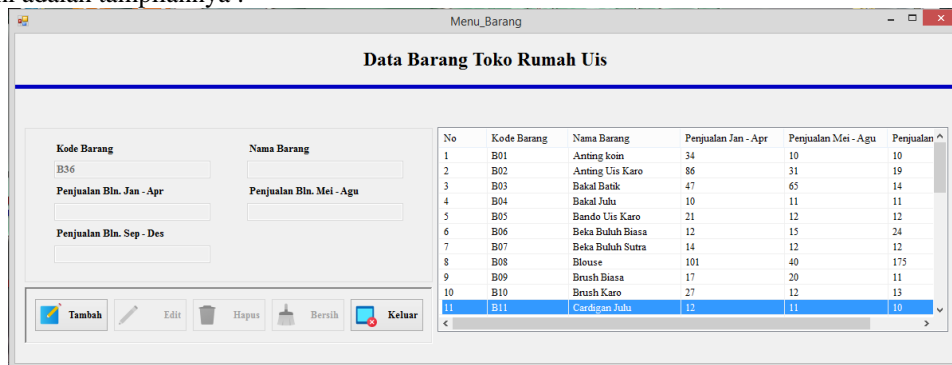 adalah tampilannya :
Menu_Barang
Data Barang Toko Rumah Uis
Kode Barang Nama Barang
B36
Penjualan Bln. Jan - Apr Penjualan Bln. Mei - Agu
Penjualan Bln. Sep - Des
Tambah Edit Hapus Bersih Keluar
No Kode Barang Nama Barang Penjualan Jan - Apr Penjualan Mei - Agu Penjualan
1 B01 Anting koin 34 10 10
2 B02 Anting Uis Karo 86 31 19
3 B03 Bakal Batik 47 65 14
4 B04 Bakal Julu 10 11 11
5 B05 Bando Uis Karo 21 12 12
6 B06 Beka Buluh Biasa 12 15 24
7 B07 Beka Buluh Sutra 14 12 12
8 B08 Blouse 101 40 175
9 B09 Brush Biasa 17 20 11
10 B10 Brush Karo 27 12 13
11 B11 Cardigan Julu 12 11 10